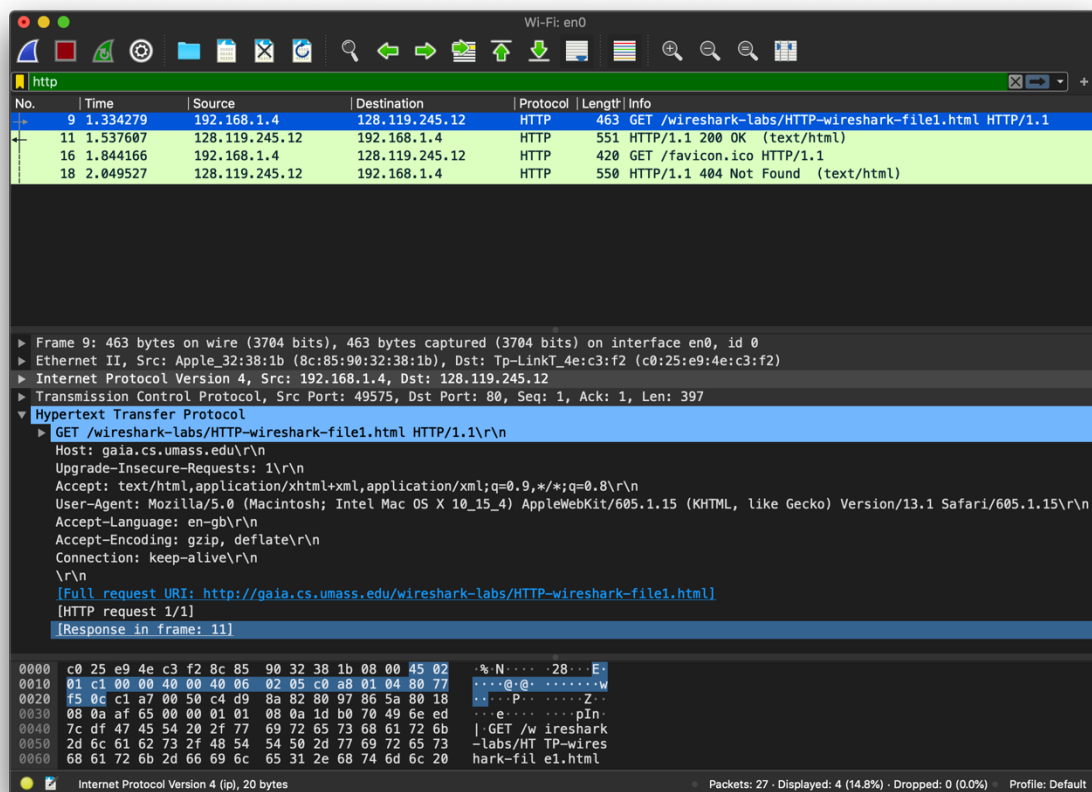 Wi-Fi: en0
http
No. Time Source Destination Protocol Length Info
9 1.334279 192.168.1.4 128.119.245.12 HTTP 463 GET /wireshark-labs/HTTP-wireshark-file1.html HTTP/1.1
11 1.537607 128.119.245.12 192.168.1.4 HTTP 551 HTTP/1.1 200 OK (text/html)
16 1.844166 192.168.1.4 128.119.245.12 HTTP 420 GET /favicon.ico HTTP/1.1
18 2.049527 128.119.245.12 192.168.1.4 HTTP 550 HTTP/1.1 404 Not Found (text/html)
Frame 9: 463 bytes on wire (3704 bits), 463 bytes captured (3704 bits) on interface en0, id 0
Ethernet II, Src: Apple_32:38:1b (8c:85:90:32:38:1b), Dst: Tp-LinkT_4e:c3:f2 (c0:25:e9:4e:c3:f2)
Internet Protocol Version 4, Src: 192.168.1.4, Dst: 128.119.245.12
Transmission Control Protocol, Src Port: 49575, Dst Port: 80, Seq: 1, Ack: 1, Len: 397
Hypertext Transfer Protocol
GET /wireshark-labs/HTTP-wireshark-file1.html HTTP/1.1\r\n
Host: gaia.cs.umass.edu\r\n
Upgrade-Insecure-Requests: 1\r\n
Accept: text/html,application/xhtml+xml,application/xml;q=0.9,*/*;q=0.8\r\n
User-Agent: Mozilla/5.0 (Macintosh; Intel Mac OS X 10_15_4) AppleWebKit/605.1.15 (KHTML, like Gecko) Version/13.1 Safari/605.1.15\r\n
Accept-Language: en-gb\r\n
Accept-Encoding: gzip, deflate\r\n
Connection: keep-alive\r\n
\r\n
[Full request URI: http://gaia.cs.umass.edu/wireshark-labs/HTTP-wireshark-file1.html]
[HTTP request 1/1]
[Response in frame: 11]
0000 c0 25 e9 4e c3 f2 8c 85 90 32 38 1b 08 00 45 02 ·%·N·····28···E·
0010 01 c1 00 00 40 00 40 06 02 05 c0 a8 01 04 80 77 ····@·@········w
0020 f5 0c c1 a7 00 50 c4 d9 8a 82 80 97 86 5a 80 18 ·····P·······Z··
0030 08 0a af 65 00 00 01 01 08 0a 1d b0 70 49 6e ed ···e········pIn·
0040 7c df 47 45 54 20 2f 77 69 72 65 73 68 61 72 6b |·GET /w ireshark
0050 2d 6c 61 62 73 2f 48 54 54 50 2d 77 69 72 65 73 -labs/HT TP-wires
0060 68 61 72 6b 2d 66 69 6c 65 31 2e 68 74 6d 6c 20 hark-fil e1.html
Internet Protocol Version 4 (ip), 20 bytes Packets: 27 · Displayed: 4 (14.8%) · Dropped: 0 (0.0%) Profile: Default